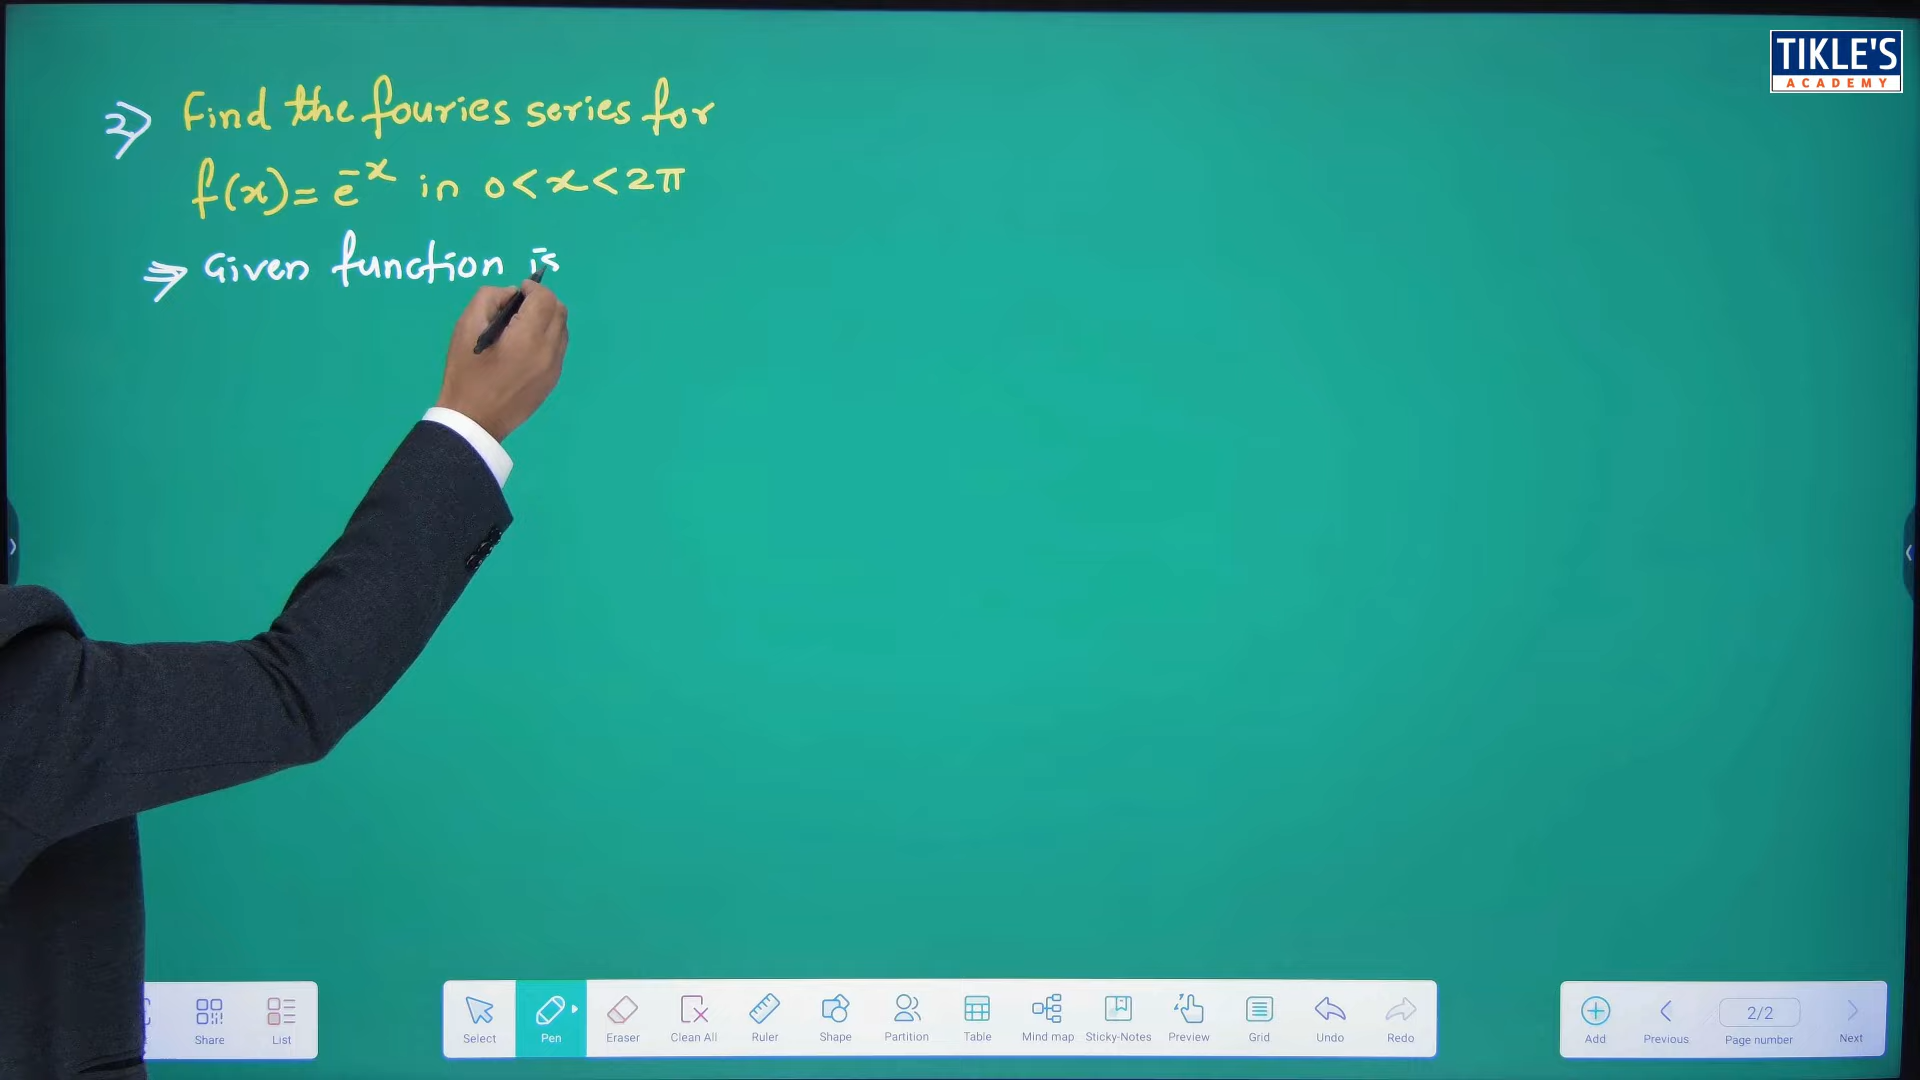 TIKLE'S
ACADEMY
2) Find the fouries series for
f(x) = e^-x in 0<x<2π
⇒ Given function is
Share
List
Select
Pen
Eraser
Clean All
Ruler
Shape
Partition
Table
Mind map
Sticky-Notes
Preview
Grid
Undo
Redo
Add
Previous
2/2
Page number
Next